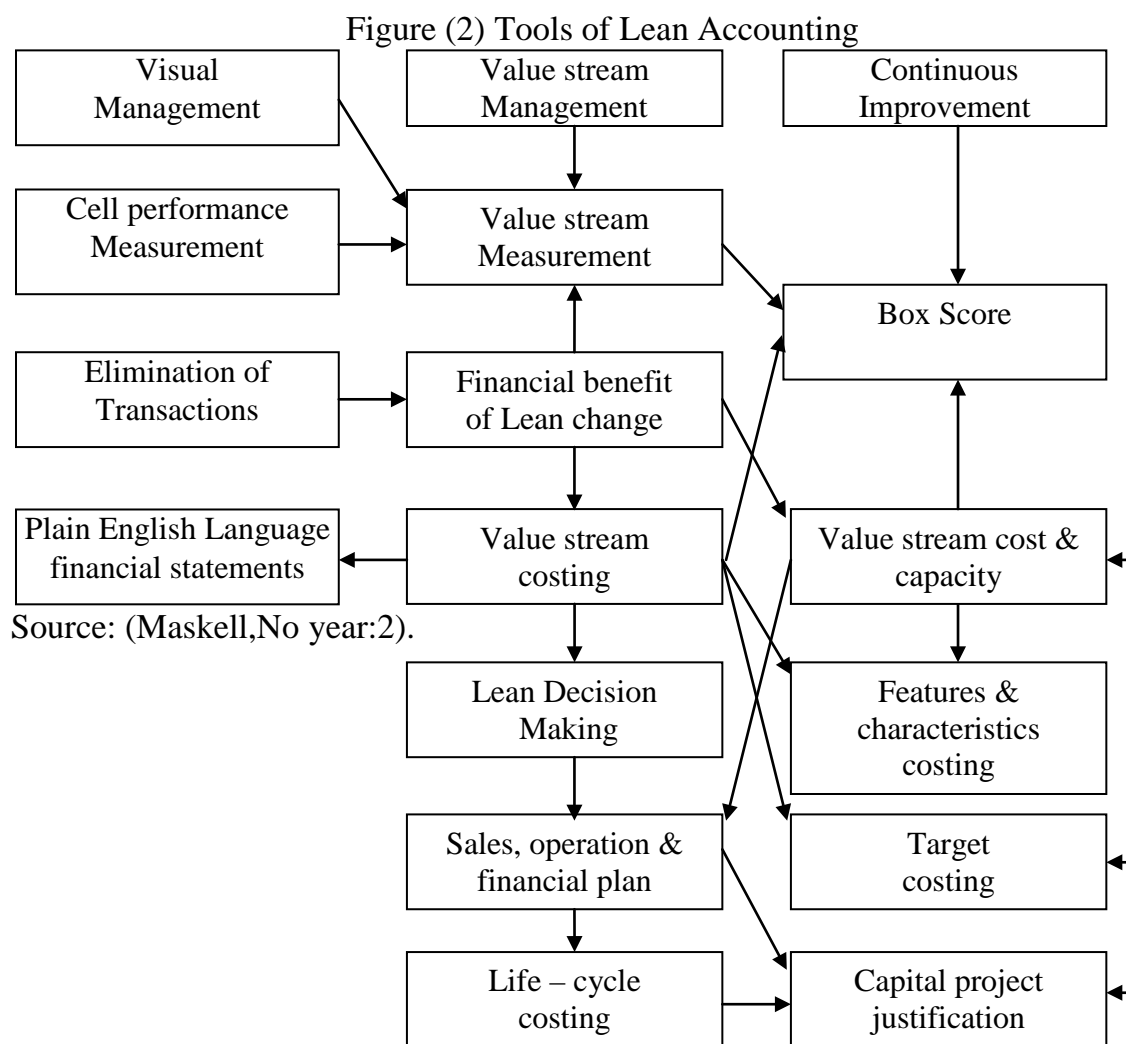 Figure (2) Tools of Lean Accounting
Visual
Management
Value stream
Management
Continuous
Improvement
Cell performance
Measurement
Value stream
Measurement
Box Score
Elimination of
Transactions
Financial benefit
of Lean change
Plain English Language
financial statements
Value stream
costing
Value stream cost &
capacity
Source: (Maskell,No year:2).
Lean Decision
Making
Features &
characteristics
costing
Sales, operation &
financial plan
Target
costing
Life – cycle
costing
Capital project
justification